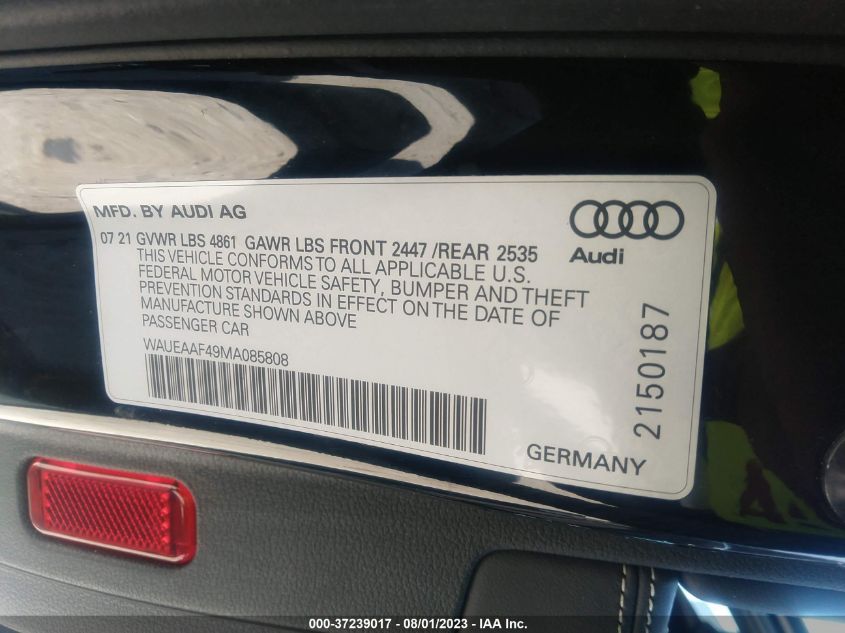 MFD. BY AUDI AG
07 21 GVWR LBS 4861 GAWR LBS FRONT 2447 /REAR 2535
THIS VEHICLE CONFORMS TO ALL APPLICABLE U.S.
FEDERAL MOTOR VEHICLE SAFETY, BUMPER AND THEFT
PREVENTION STANDARDS IN EFFECT ON THE DATE OF
MANUFACTURE SHOWN ABOVE
PASSENGER CAR
WAUEAAF49MA085808
Audi
2150187
GERMANY
000-37239017 - 08/01/2023 - IAA Inc.